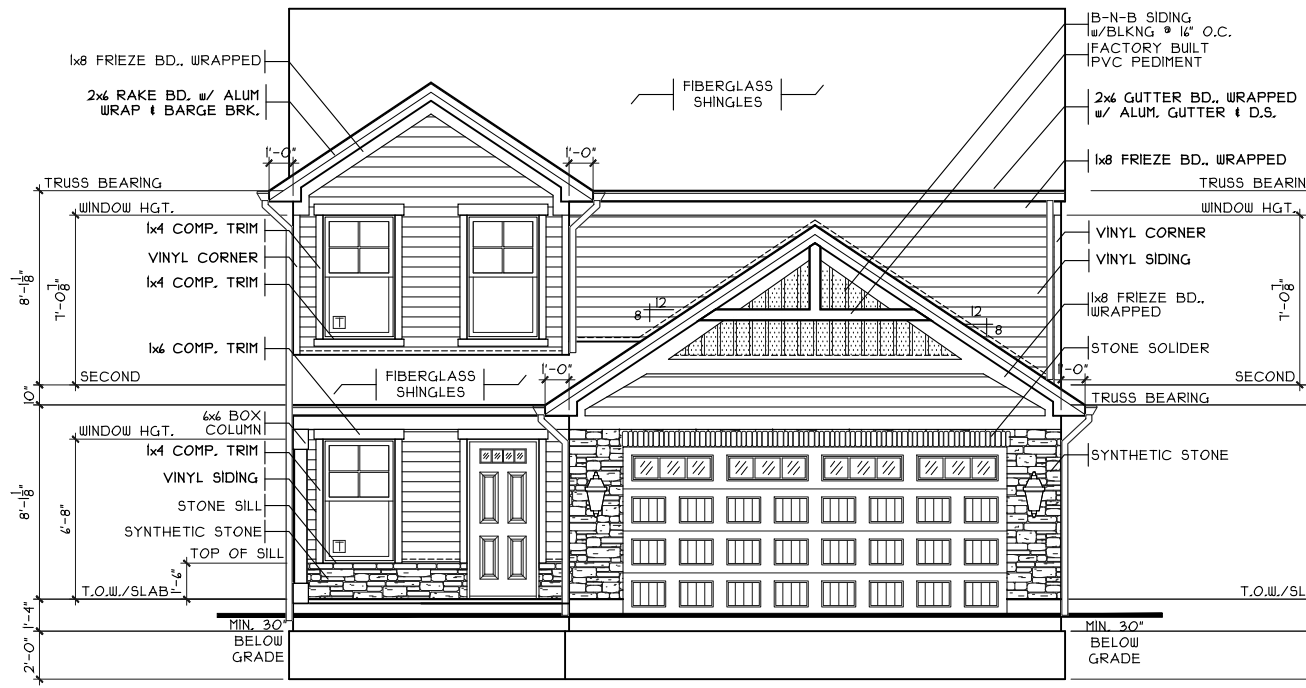 B-N-B SIDING
w/BLKNG @ 16" O.C.
FACTORY BUILT
PVC PEDIMENT
1x8 FRIEZE BD., WRAPPED
FIBERGLASS
SHINGLES
2x6 RAKE BD. w/ ALUM
WRAP & BARGE BRK.
2x6 GUTTER BD., WRAPPED
w/ ALUM. GUTTER & D.S.
1'-0"
1'-0"
1x8 FRIEZE BD., WRAPPED
TRUSS BEARING
TRUSS BEARIN
WINDOW HGT.
WINDOW HGT.
1x4 COMP. TRIM
VINYL CORNER
VINYL CORNER
VINYL SIDING
1x4 COMP. TRIM
8'-1 1/8"
7'-0 7/8"
7'-0 7/8"
12
8
12
8
1x8 FRIEZE BD.,
WRAPPED
T
1x6 COMP. TRIM
STONE SOLIDER
SECOND
FIBERGLASS
SHINGLES
1'-0"
1'-0"
SECOND
10"
TRUSS BEARING
6x6 BOX
COLUMN
WINDOW HGT.
1x4 COMP. TRIM
SYNTHETIC STONE
VINYL SIDING
8'-1 1/8"
6'-8"
STONE SILL
SYNTHETIC STONE
T
TOP OF SILL
1'-6"
T.O.W./SLAB
T.O.W./SL
1'-4"
MIN. 30"
BELOW
GRADE
MIN. 30"
BELOW
GRADE
2'-0"